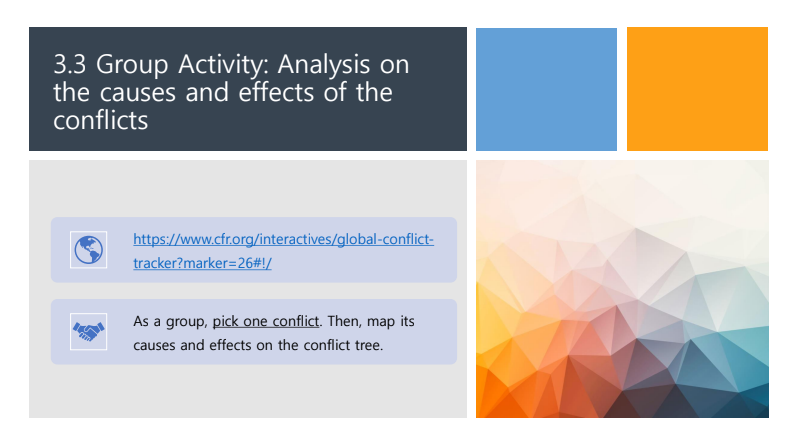 3.3 Group Activity: Analysis on
the causes and effects of the
conflicts
https://www.cfr.org/interactives/global-conflict-
tracker?marker=26#!/
As a group, pick one conflict. Then, map its
causes and effects on the conflict tree.